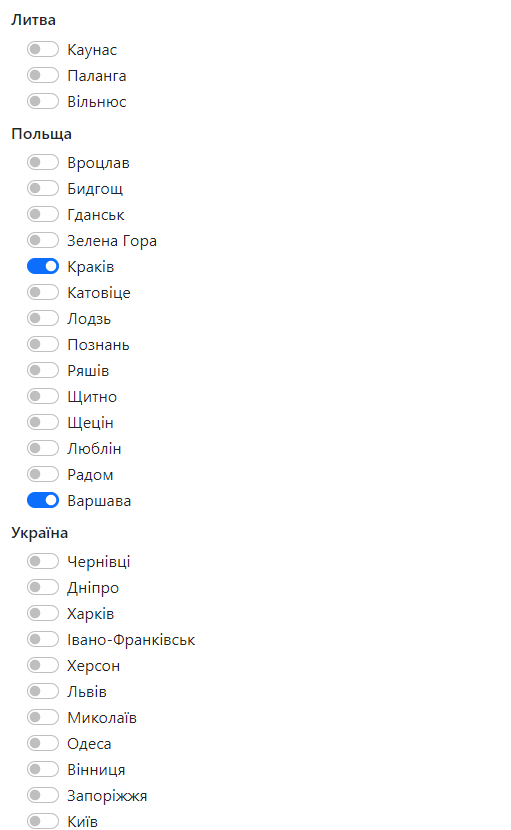 Литва
Каунас
Паланга
Вільнюс
Польща
Вроцлав
Бидгощ
Гданськ
Зелена Гора
Краків
Катовіце
Лодзь
Познань
Ряшів
Щитно
Щецін
Люблін
Радом
Варшава
Україна
Чернівці
Дніпро
Харків
Івано-Франківськ
Херсон
Львів
Миколаїв
Одеса
Вінниця
Запоріжжя
Київ